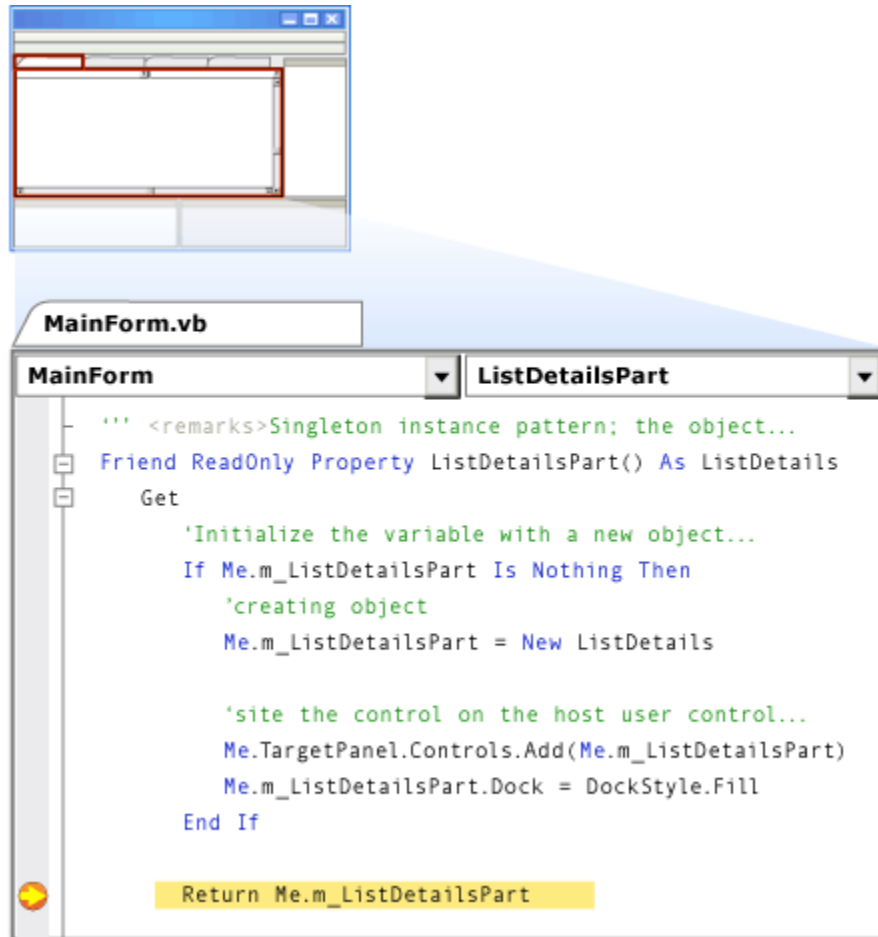 MainForm.vb
MainForm
ListDetailsPart
‘’’ <remarks>Singleton instance pattern; the object...
Friend ReadOnly Property ListDetailsPart() As ListDetails
Get
‘Initialize the variable with a new object...
If Me.m_ListDetailsPart Is Nothing Then
’creating object
Me.m_ListDetailsPart = New ListDetails
‘site the control on the host user control...
Me.TargetPanel.Controls.Add(Me.m_ListDetailsPart)
Me.m_ListDetailsPart.Dock = DockStyle.Fill
End If
Return Me.m_ListDetailsPart